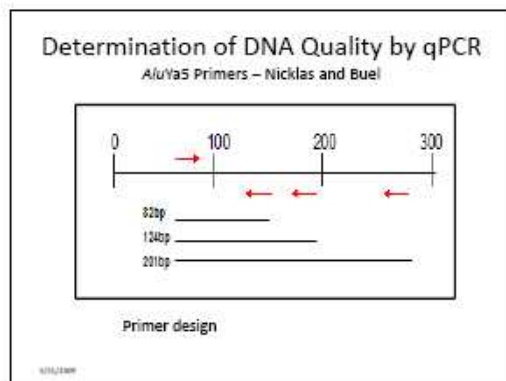 Determination of DNA Quality by qPCR
AluYa5 Primers – Nicklas and Buel
0 100 200 300
82bp
124bp
201bp
Primer design